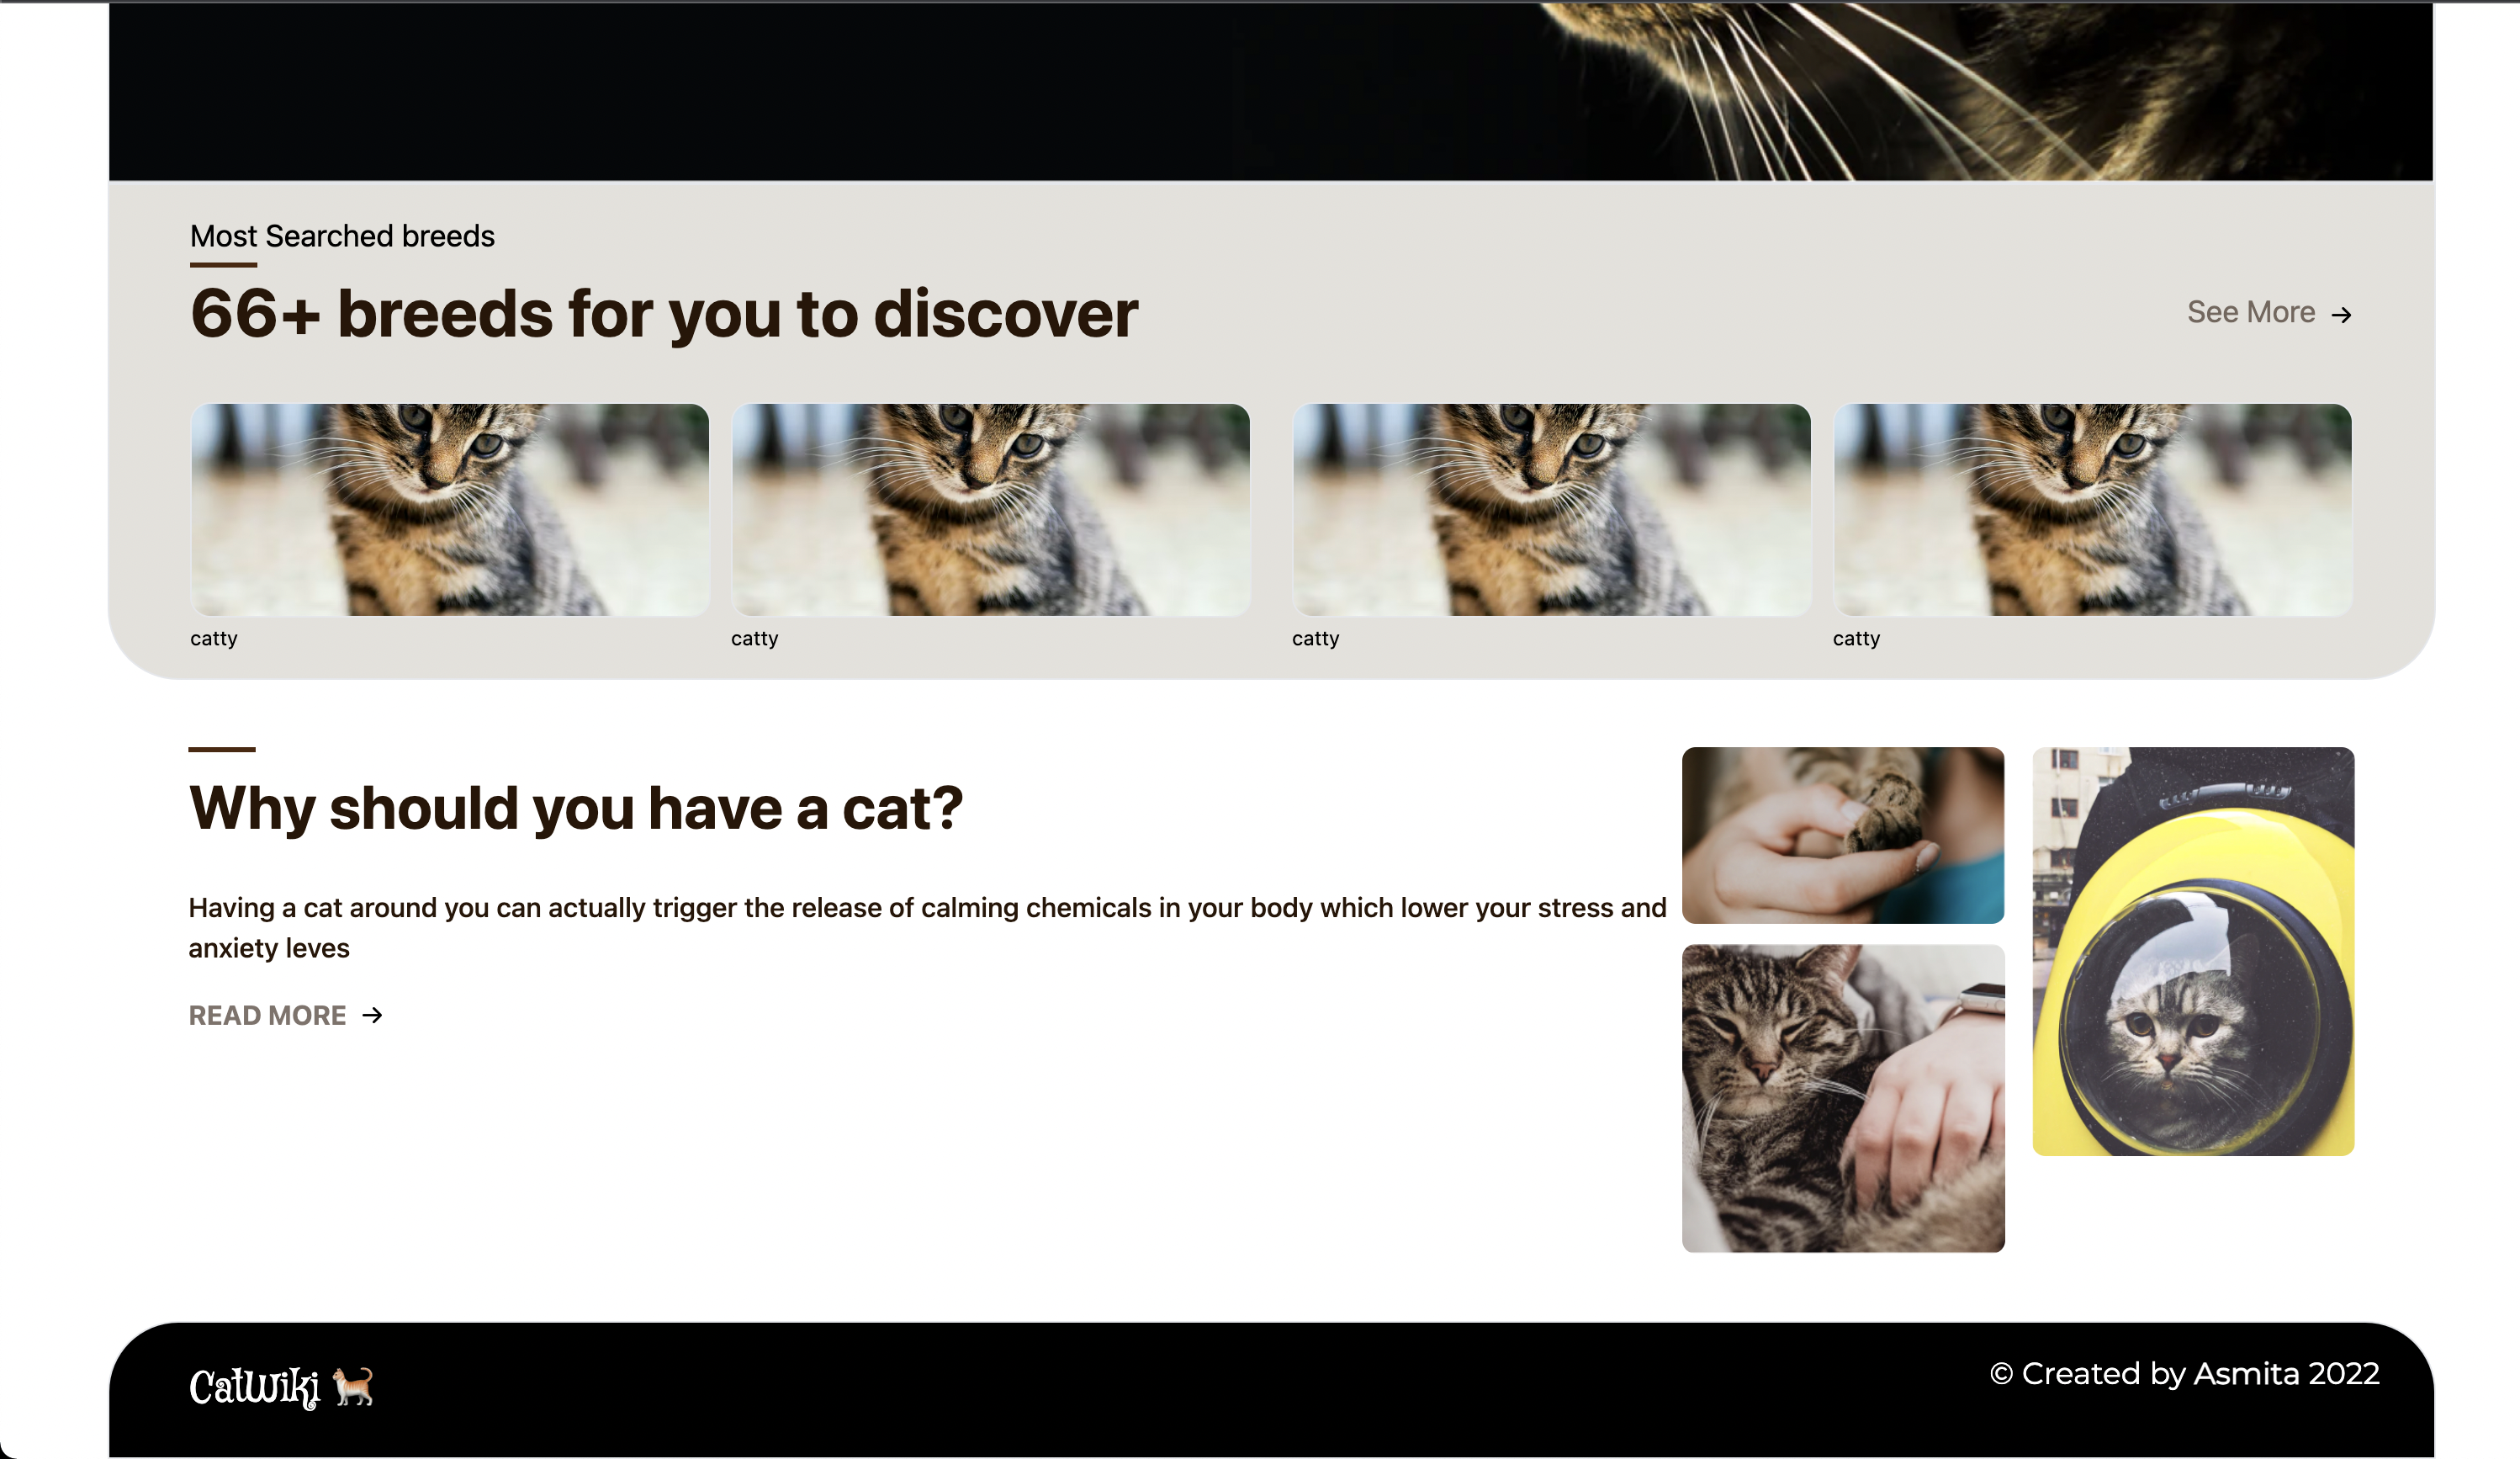 Most Searched breeds
66+ breeds for you to discover
See More →
catty
catty
catty
catty
Why should you have a cat?
Having a cat around you can actually trigger the release of calming chemicals in your body which lower your stress and
anxiety leves
READ MORE →
CatWiki
© Created by Asmita 2022